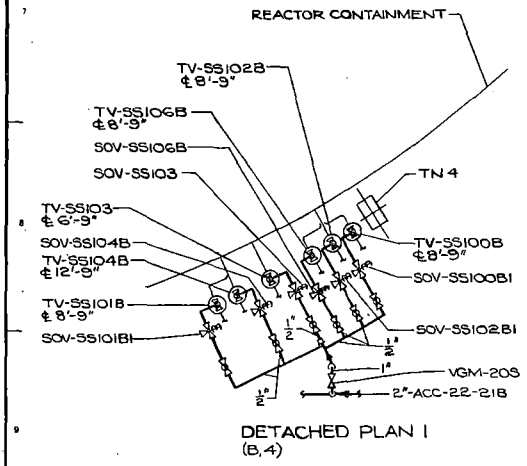 7
REACTOR CONTAINMENT
TV-SS102B
TV-SS106B
℄ 8'-9"
SOV-SS106B
SOV-SS103
TN 4
8
TV-SS103
℄ 6'-9"
SOV-SS104B
TV-SS104B
℄ 12'-9"
TV-SS101B
℄ 8'-9"
SOV-SS101B1
℄ 8'-9"
TV-SS100B
℄ 8'-9"
SOV-SS100B1
SOV-SS102B1
1/2"
1/2"
1/2"
1"
VGM-20S
2"-ACC-22-21B
9
DETACHED PLAN 1
(B,4)